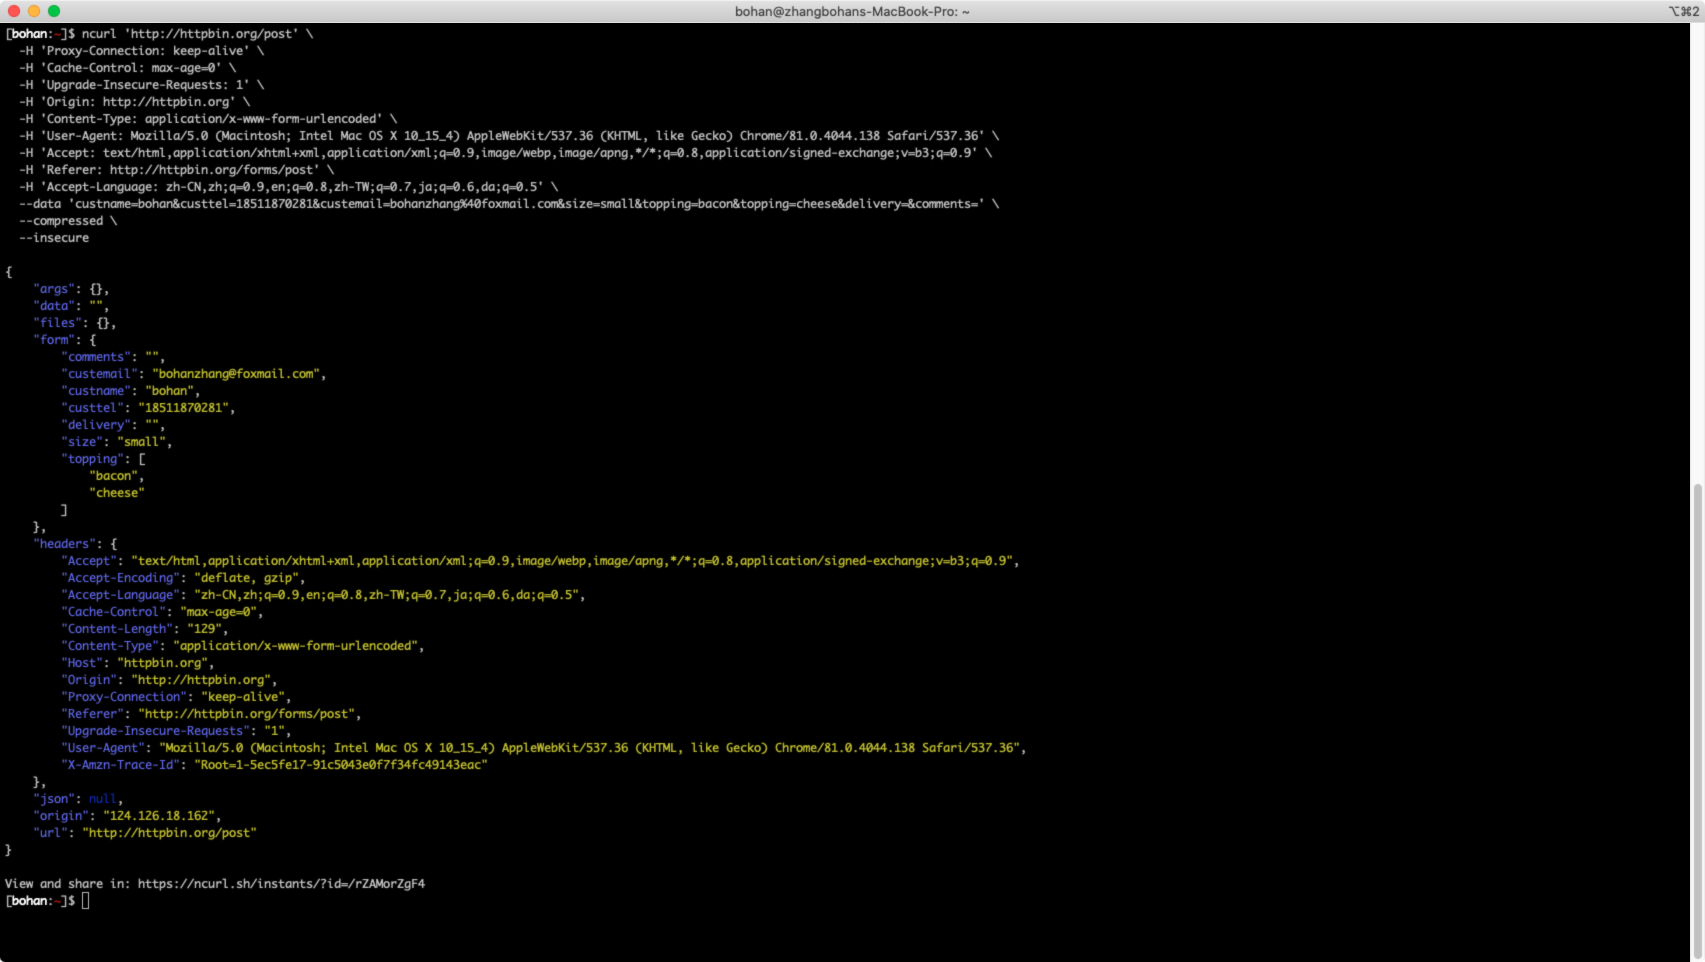 bohan@zhangbohans-MacBook-Pro: ~
⌥⌘2
[bohan:~]$ ncurl 'http://httpbin.org/post' \
  -H 'Proxy-Connection: keep-alive' \
  -H 'Cache-Control: max-age=0' \
  -H 'Upgrade-Insecure-Requests: 1' \
  -H 'Origin: http://httpbin.org' \
  -H 'Content-Type: application/x-www-form-urlencoded' \
  -H 'User-Agent: Mozilla/5.0 (Macintosh; Intel Mac OS X 10_15_4) AppleWebKit/537.36 (KHTML, like Gecko) Chrome/81.0.4044.138 Safari/537.36' \
  -H 'Accept: text/html,application/xhtml+xml,application/xml;q=0.9,image/webp,image/apng,*/*;q=0.8,application/signed-exchange;v=b3;q=0.9' \
  -H 'Referer: http://httpbin.org/forms/post' \
  -H 'Accept-Language: zh-CN,zh;q=0.9,en;q=0.8,zh-TW;q=0.7,ja;q=0.6,da;q=0.5' \
  --data 'custname=bohan&custtel=18511870281&custemail=bohanzhang%40foxmail.com&size=small&topping=bacon&topping=cheese&delivery=&comments=' \
  --compressed \
  --insecure
{
    "args": {},
    "data": "",
    "files": {},
    "form": {
        "comments": "",
        "custemail": "bohanzhang@foxmail.com",
        "custname": "bohan",
        "custtel": "18511870281",
        "delivery": "",
        "size": "small",
        "topping": [
            "bacon",
            "cheese"
        ]
    },
    "headers": {
        "Accept": "text/html,application/xhtml+xml,application/xml;q=0.9,image/webp,image/apng,*/*;q=0.8,application/signed-exchange;v=b3;q=0.9",
        "Accept-Encoding": "deflate, gzip",
        "Accept-Language": "zh-CN,zh;q=0.9,en;q=0.8,zh-TW;q=0.7,ja;q=0.6,da;q=0.5",
        "Cache-Control": "max-age=0",
        "Content-Length": "129",
        "Content-Type": "application/x-www-form-urlencoded",
        "Host": "httpbin.org",
        "Origin": "http://httpbin.org",
        "Proxy-Connection": "keep-alive",
        "Referer": "http://httpbin.org/forms/post",
        "Upgrade-Insecure-Requests": "1",
        "User-Agent": "Mozilla/5.0 (Macintosh; Intel Mac OS X 10_15_4) AppleWebKit/537.36 (KHTML, like Gecko) Chrome/81.0.4044.138 Safari/537.36",
        "X-Amzn-Trace-Id": "Root=1-5ec5fe17-91c5043e0f7f34fc49143eac"
    },
    "json": null,
    "origin": "124.126.18.162",
    "url": "http://httpbin.org/post"
}
View and share in: https://ncurl.sh/instants/?id=/rZAMorZgF4
[bohan:~]$